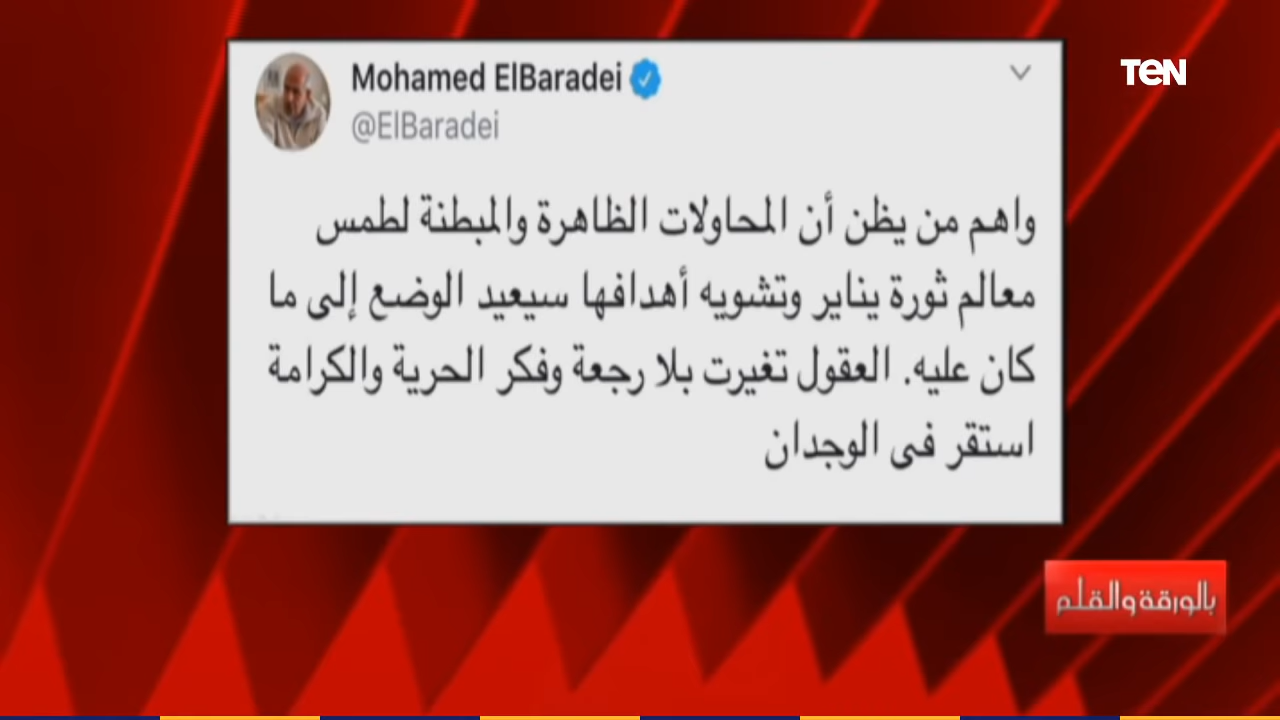 TEN
Mohamed ElBaradei
@ElBaradei
واهم من يظن أن المحاولات الظاهرة والمبطنة لطمس
معالم ثورة يناير وتشويه أهدافها سيعيد الوضع إلى ما
كان عليه. العقول تغيرت بلا رجعة وفكر الحرية والكرامة
استقر فى الوجدان
بالورقة والقلم